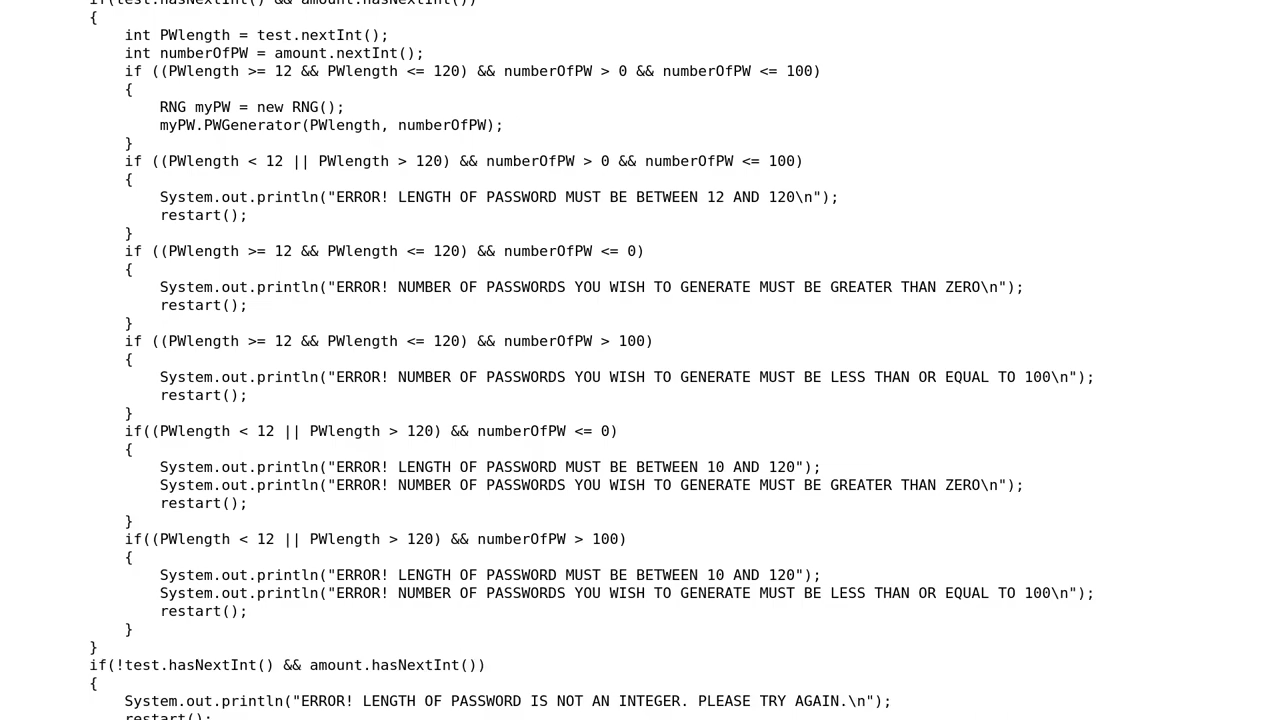 if(test.hasNextInt() && amount.hasNextInt())
{
int PWlength = test.nextInt();
int numberOfPW = amount.nextInt();
if ((PWlength >= 12 && PWlength <= 120) && numberOfPW > 0 && numberOfPW <= 100)
{
RNG myPW = new RNG();
myPW.PWGenerator(PWlength, numberOfPW);
}
if ((PWlength < 12 || PWlength > 120) && numberOfPW > 0 && numberOfPW <= 100)
{
System.out.println("ERROR! LENGTH OF PASSWORD MUST BE BETWEEN 12 AND 120\n");
restart();
}
if ((PWlength >= 12 && PWlength <= 120) && numberOfPW <= 0)
{
System.out.println("ERROR! NUMBER OF PASSWORDS YOU WISH TO GENERATE MUST BE GREATER THAN ZERO\n");
restart();
}
if ((PWlength >= 12 && PWlength <= 120) && numberOfPW > 100)
{
System.out.println("ERROR! NUMBER OF PASSWORDS YOU WISH TO GENERATE MUST BE LESS THAN OR EQUAL TO 100\n");
restart();
}
if((PWlength < 12 || PWlength > 120) && numberOfPW <= 0)
{
System.out.println("ERROR! LENGTH OF PASSWORD MUST BE BETWEEN 10 AND 120");
System.out.println("ERROR! NUMBER OF PASSWORDS YOU WISH TO GENERATE MUST BE GREATER THAN ZERO\n");
restart();
}
if((PWlength < 12 || PWlength > 120) && numberOfPW > 100)
{
System.out.println("ERROR! LENGTH OF PASSWORD MUST BE BETWEEN 10 AND 120");
System.out.println("ERROR! NUMBER OF PASSWORDS YOU WISH TO GENERATE MUST BE LESS THAN OR EQUAL TO 100\n");
restart();
}
}
if(!test.hasNextInt() && amount.hasNextInt())
{
System.out.println("ERROR! LENGTH OF PASSWORD IS NOT AN INTEGER. PLEASE TRY AGAIN.\n");
restart();